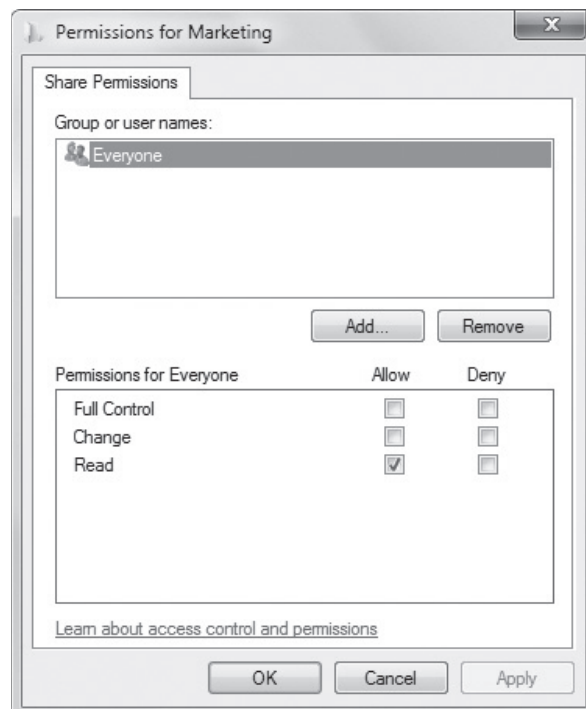 Permissions for Marketing
X
Share Permissions
Group or user names:
Everyone
Add...
Remove
Permissions for Everyone Allow Deny
Full Control
Change
Read
Learn about access control and permissions
OK
Cancel
Apply